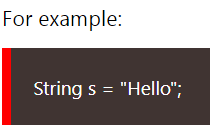 For example:
String s = "Hello";